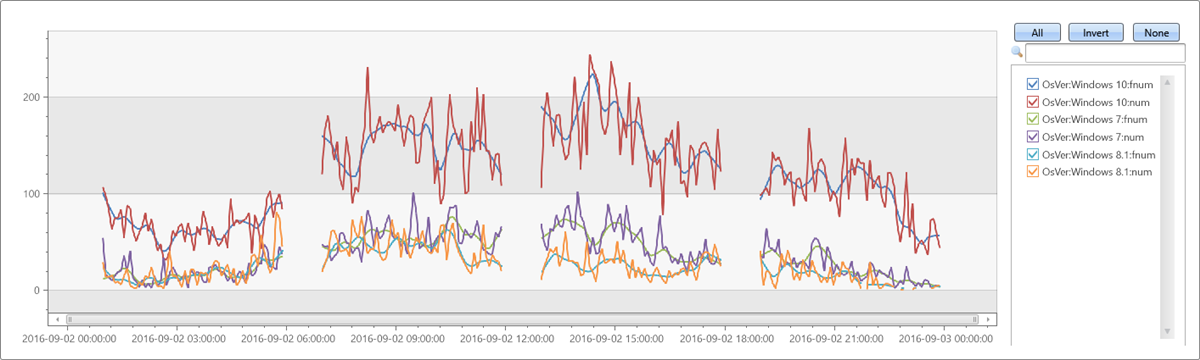 All Invert None
200
100
0
2016-09-02 00:00:00 2016-09-02 03:00:00 2016-09-02 06:00:00 2016-09-02 09:00:00 2016-09-02 12:00:00 2016-09-02 15:00:00 2016-09-02 18:00:00 2016-09-02 21:00:00 2016-09-03 00:00:00
OsVer:Windows 10:fnum
OsVer:Windows 10:num
OsVer:Windows 7:fnum
OsVer:Windows 7:num
OsVer:Windows 8.1:fnum
OsVer:Windows 8.1:num